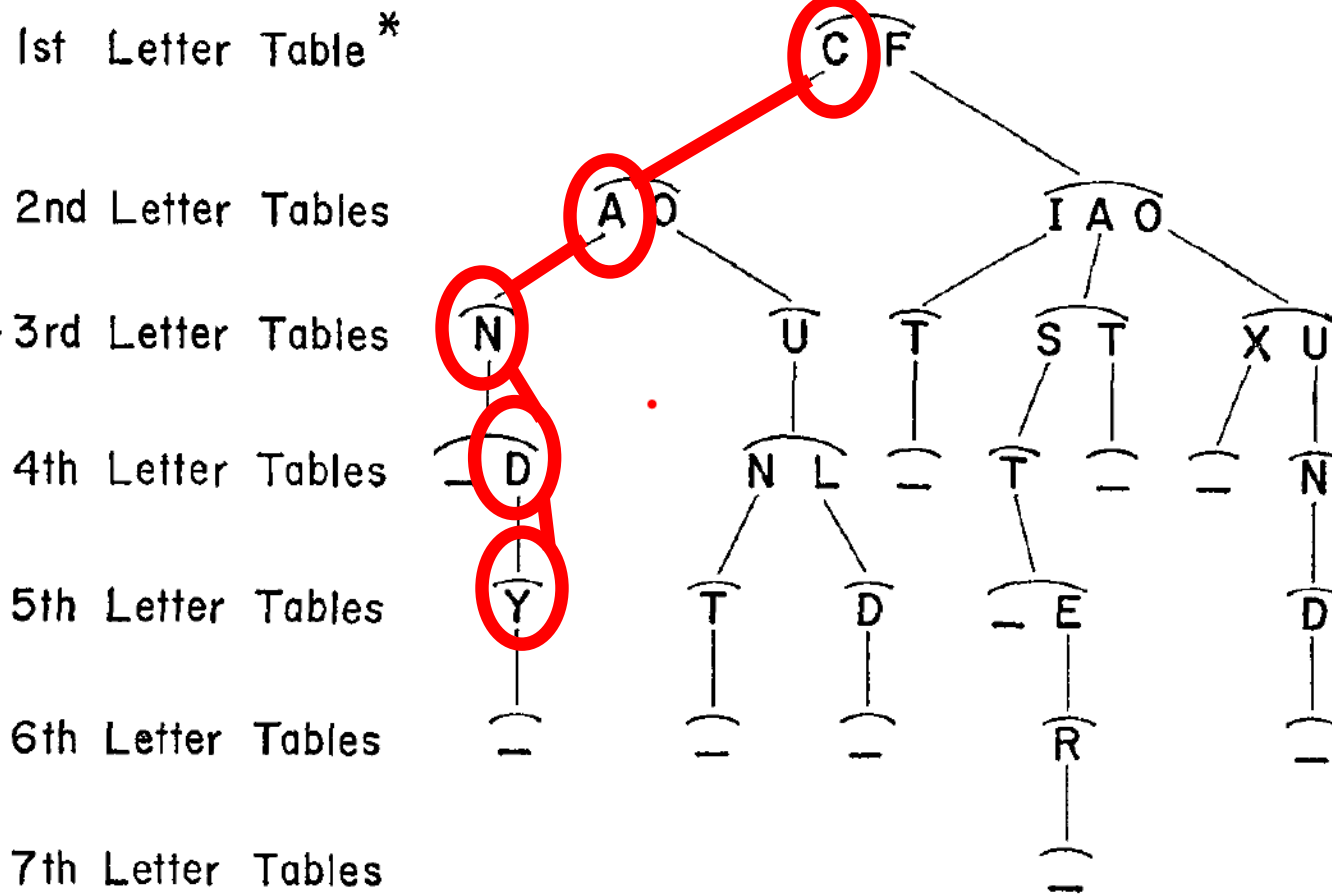 1st Letter Table* C F
2nd Letter Tables A O I A O
3rd Letter Tables N U T S T X U
4th Letter Tables _ D N L _ T _ _ N
5th Letter Tables Y T D _ E D
6th Letter Tables _ _ _ R _
7th Letter Tables _